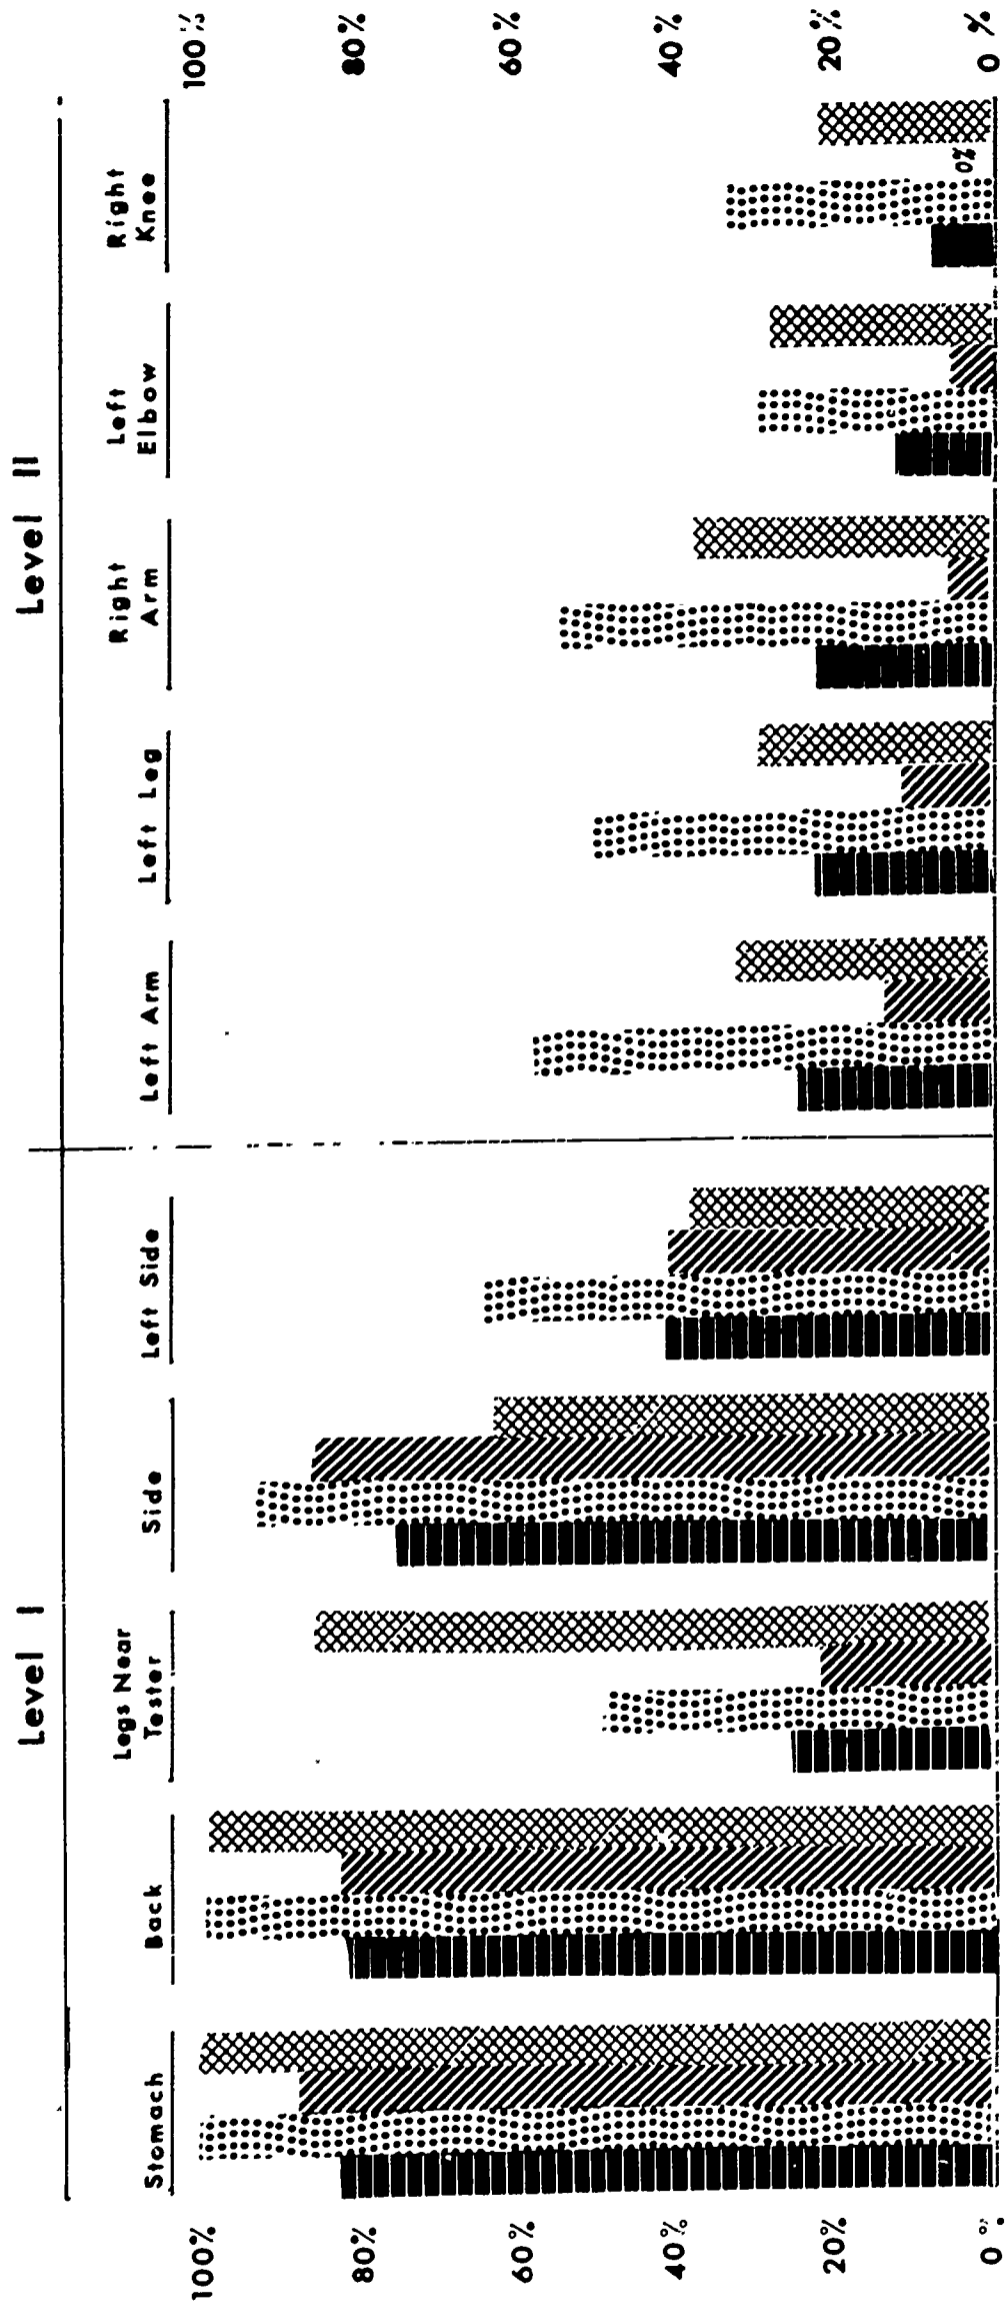 Level I
Level II
Stomach
Back
Legs Near
Tester
Side
Left Side
Left Arm
Left Leg
Right
Arm
Left
Elbow
Right
Knee
100%
80%
60%
40%
20%
0%
100%
80%
60%
40%
20%
0%
0%